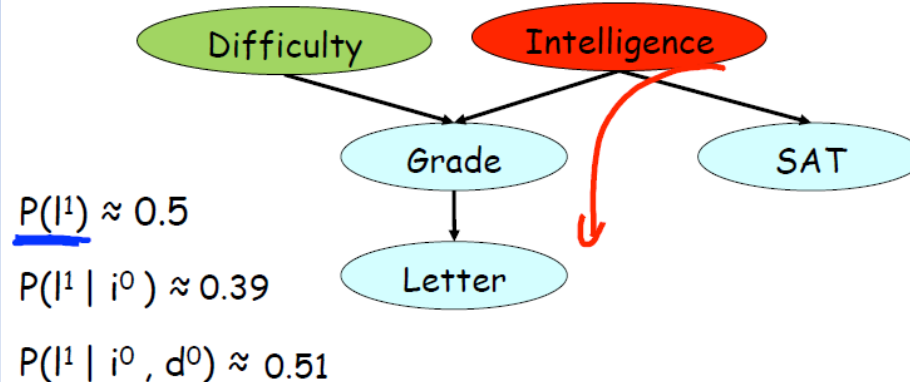 Difficulty Intelligence
Grade SAT
P(l¹) ≈ 0.5
Letter
P(l¹ | i⁰ ) ≈ 0.39
P(l¹ | i⁰ , d⁰) ≈ 0.51